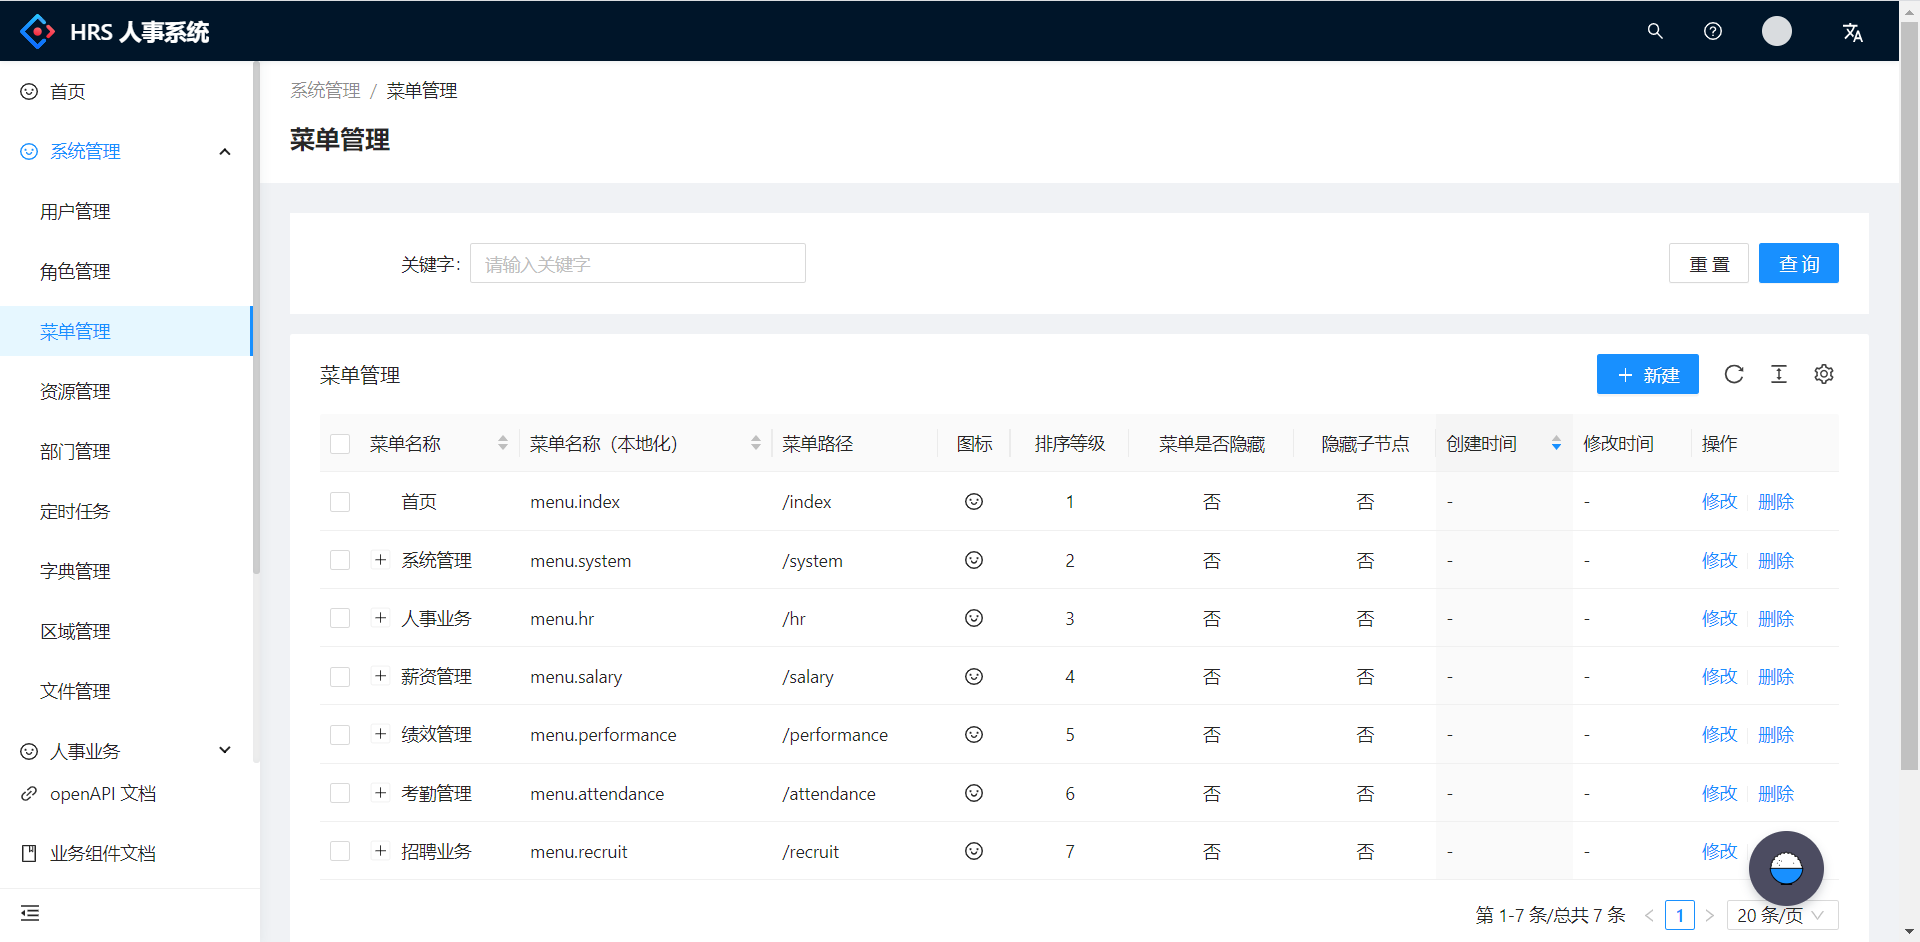 HRS 人事系统
首页
系统管理
用户管理
角色管理
菜单管理
资源管理
部门管理
定时任务
字典管理
区域管理
文件管理
人事业务
openAPI 文档
业务组件文档
系统管理 / 菜单管理
菜单管理
关键字: 请输入关键字 重置 查询
菜单管理 新建
菜单名称 菜单名称（本地化） 菜单路径 图标 排序等级 菜单是否隐藏 隐藏子节点 创建时间 修改时间 操作
首页 menu.index /index 1 否 否 - - 修改 删除
系统管理 menu.system /system 2 否 否 - - 修改 删除
人事业务 menu.hr /hr 3 否 否 - - 修改 删除
薪资管理 menu.salary /salary 4 否 否 - - 修改 删除
绩效管理 menu.performance /performance 5 否 否 - - 修改 删除
考勤管理 menu.attendance /attendance 6 否 否 - - 修改 删除
招聘业务 menu.recruit /recruit 7 否 否 - - 修改
第 1-7 条/总共 7 条 < 1 > 20 条/页